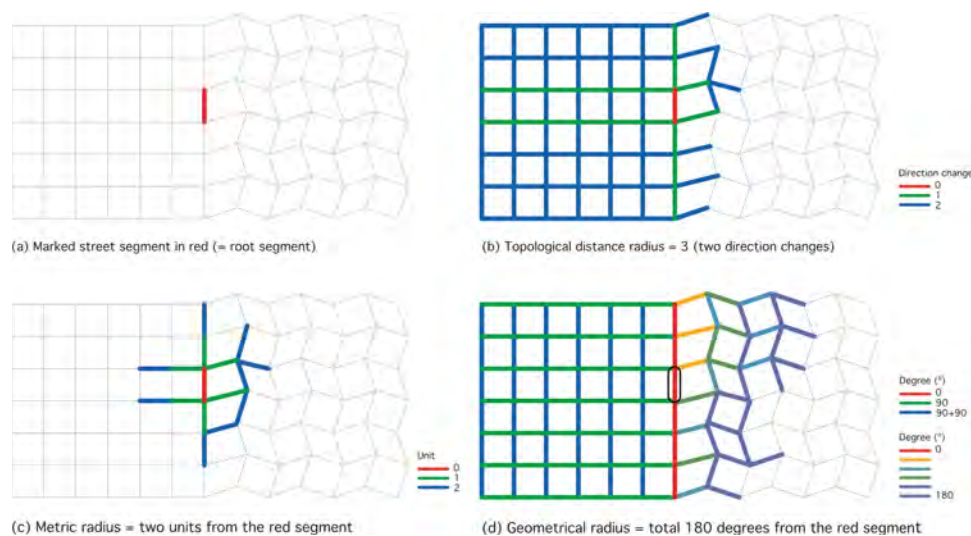 Direction change
0
1
2
(a) Marked street segment in red (= root segment)
(b) Topological distance radius = 3 (two direction changes)
Degree (°)
0
90
90+90
Unit
0
1
2
Degree (°)
0
180
(c) Metric radius = two units from the red segment
(d) Geometrical radius = total 180 degrees from the red segment